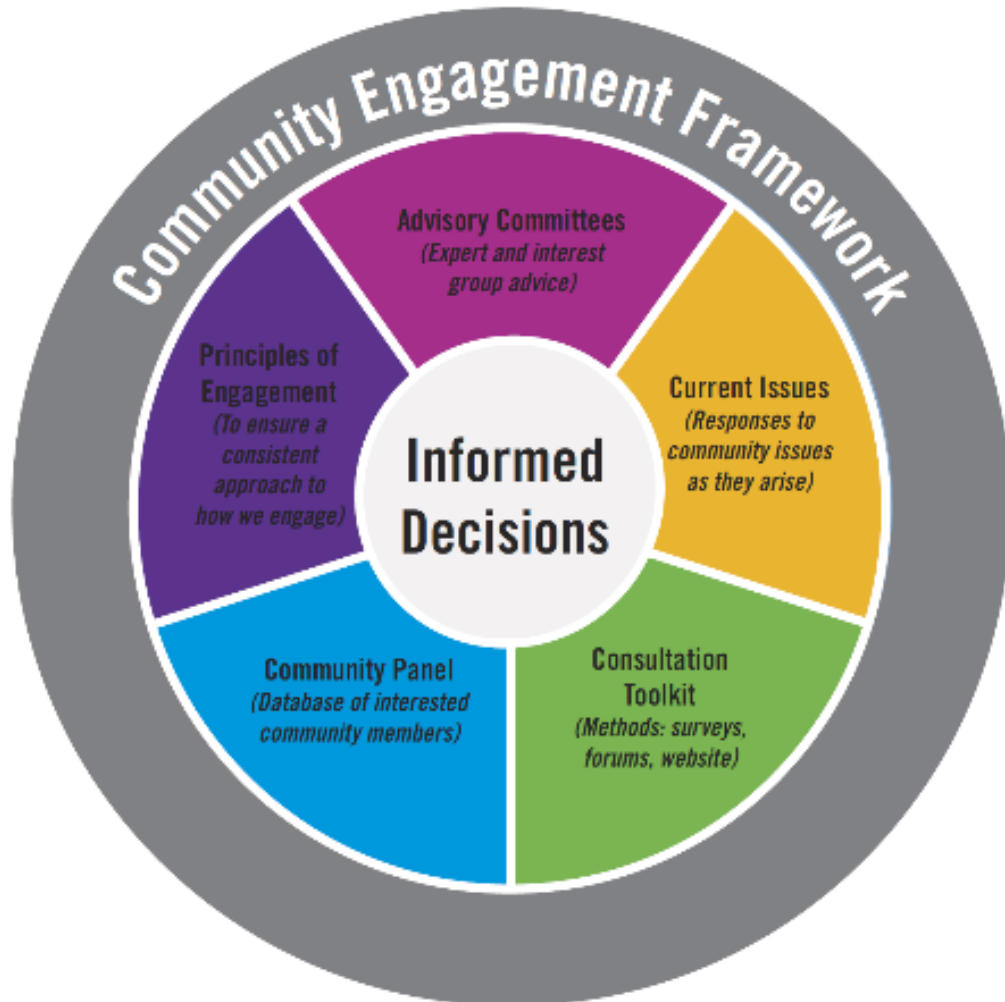 Community Engagement Framework
Advisory Committees
(Expert and interest
group advice)
Principles of
Engagement
(To ensure a
consistent
approach to
how we engage)
Current Issues
(Responses to
community issues
as they arise)
Informed
Decisions
Community Panel
(Database of interested
community members)
Consultation
Toolkit
(Methods: surveys,
forums, website)